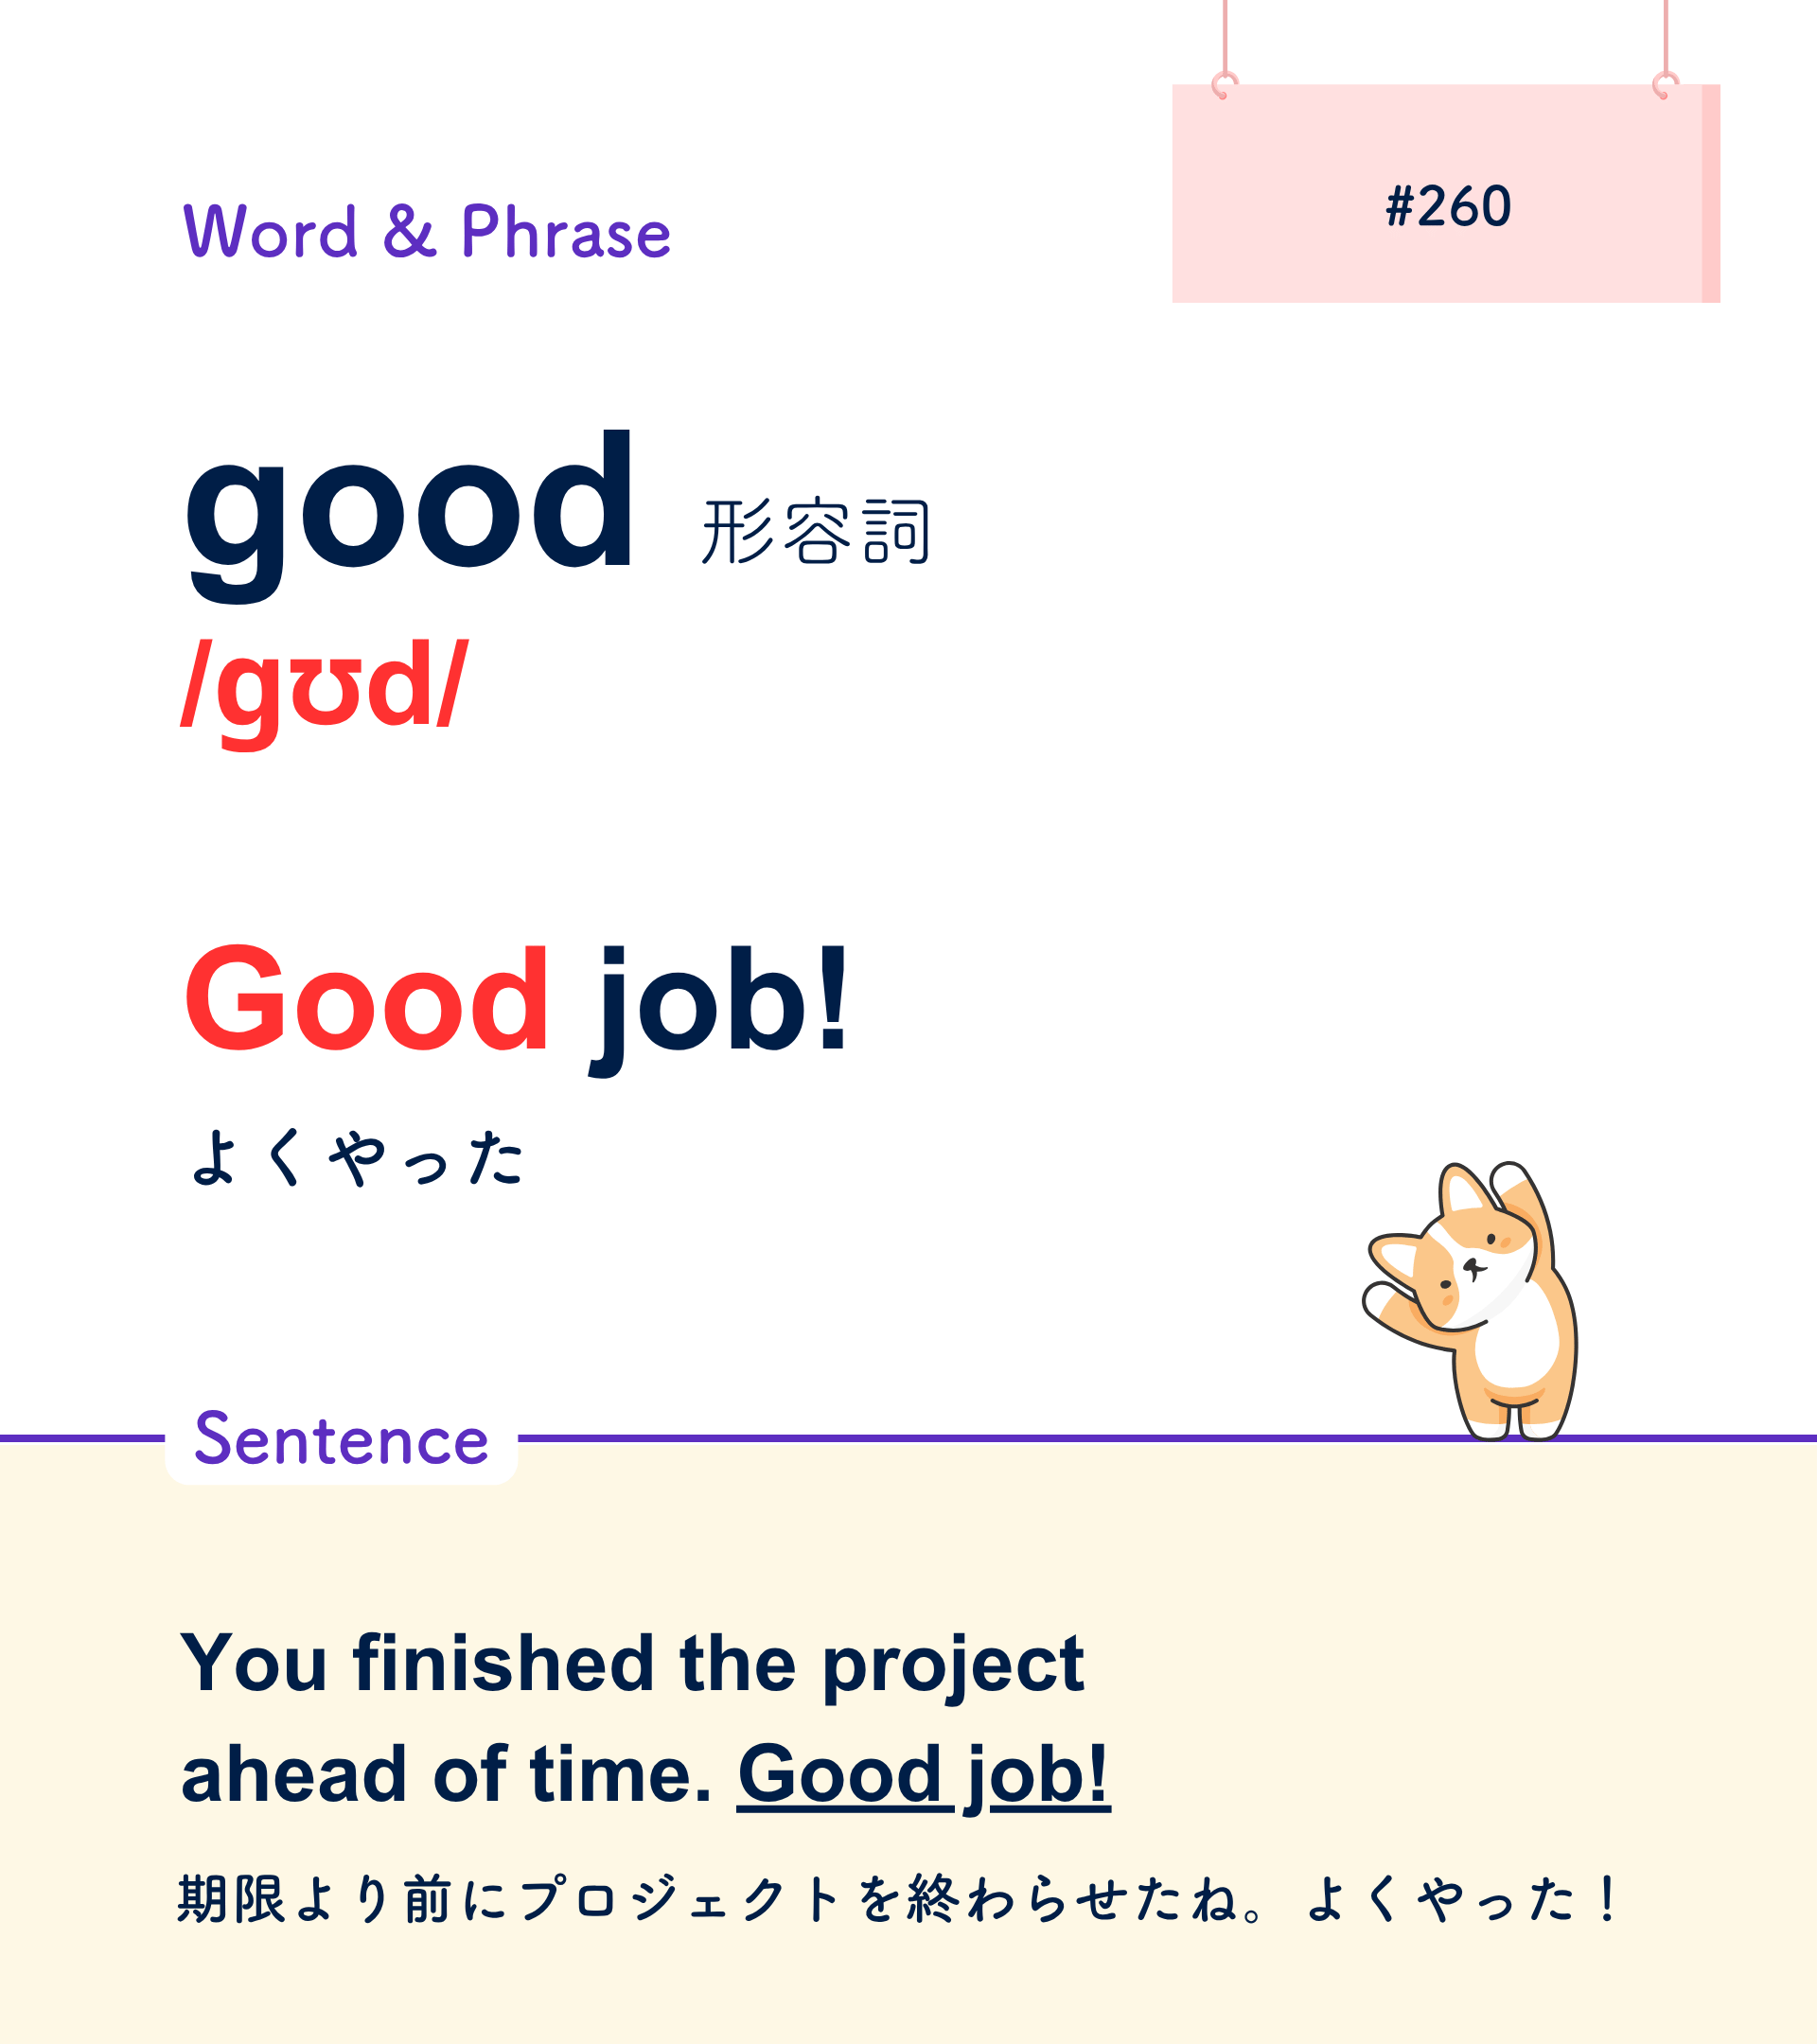 Word & Phrase
#260
good 形容詞
/gʊd/
Good job!
よくやった
Sentence
You finished the project
ahead of time. Good job!
期限より前にプロジェクトを終わらせたね。よくやった！